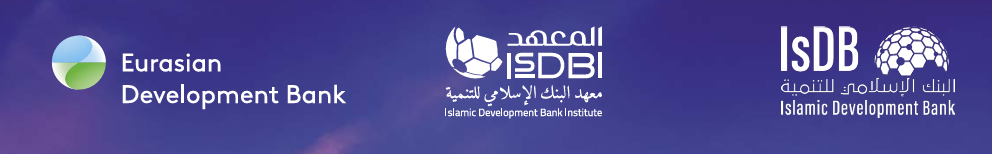 Eurasian
Development Bank
المعهد
IsDBI
معهد البنك الإسلامي للتنمية
Islamic Development Bank Institute
IsDB
البنك الإسلامي للتنمية
Islamic Development Bank